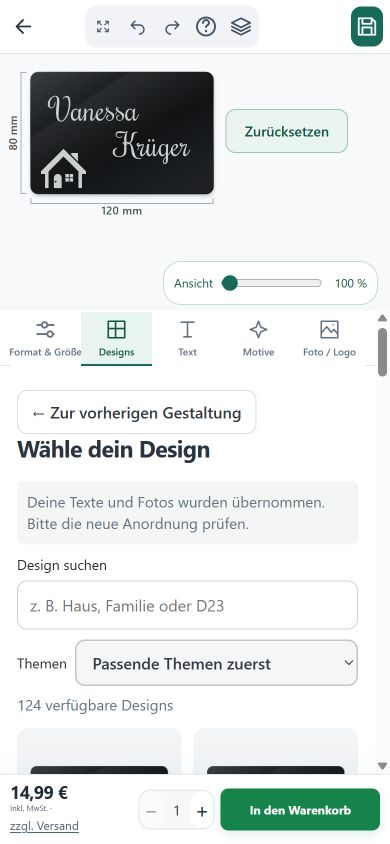 Vanessa
Krüger
80 mm
120 mm
Zurücksetzen
Ansicht 100 %
Format & Größe Designs Text Motive Foto / Logo
← Zur vorherigen Gestaltung
Wähle dein Design
Deine Texte und Fotos wurden übernommen.
Bitte die neue Anordnung prüfen.
Design suchen
z. B. Haus, Familie oder D23
Themen Passende Themen zuerst
124 verfügbare Designs
14,99 €
Inkl. MwSt. ·
zzgl. Versand
− 1 +
In den Warenkorb